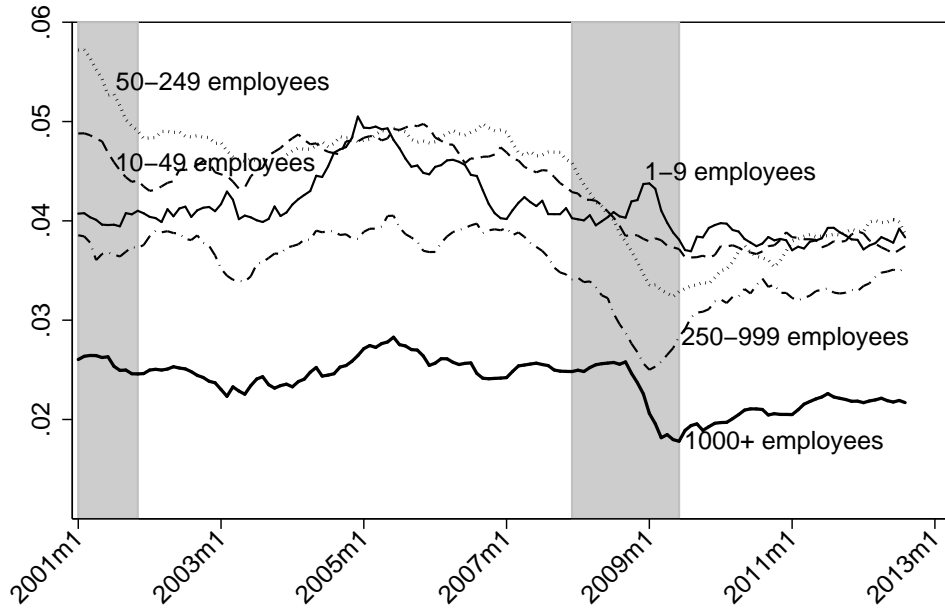 .06
50–249 employees
.05
10–49 employees
1–9 employees
.04
.03
250–999 employees
.02
1000+ employees
2001m1
2003m1
2005m1
2007m1
2009m1
2011m1
2013m1